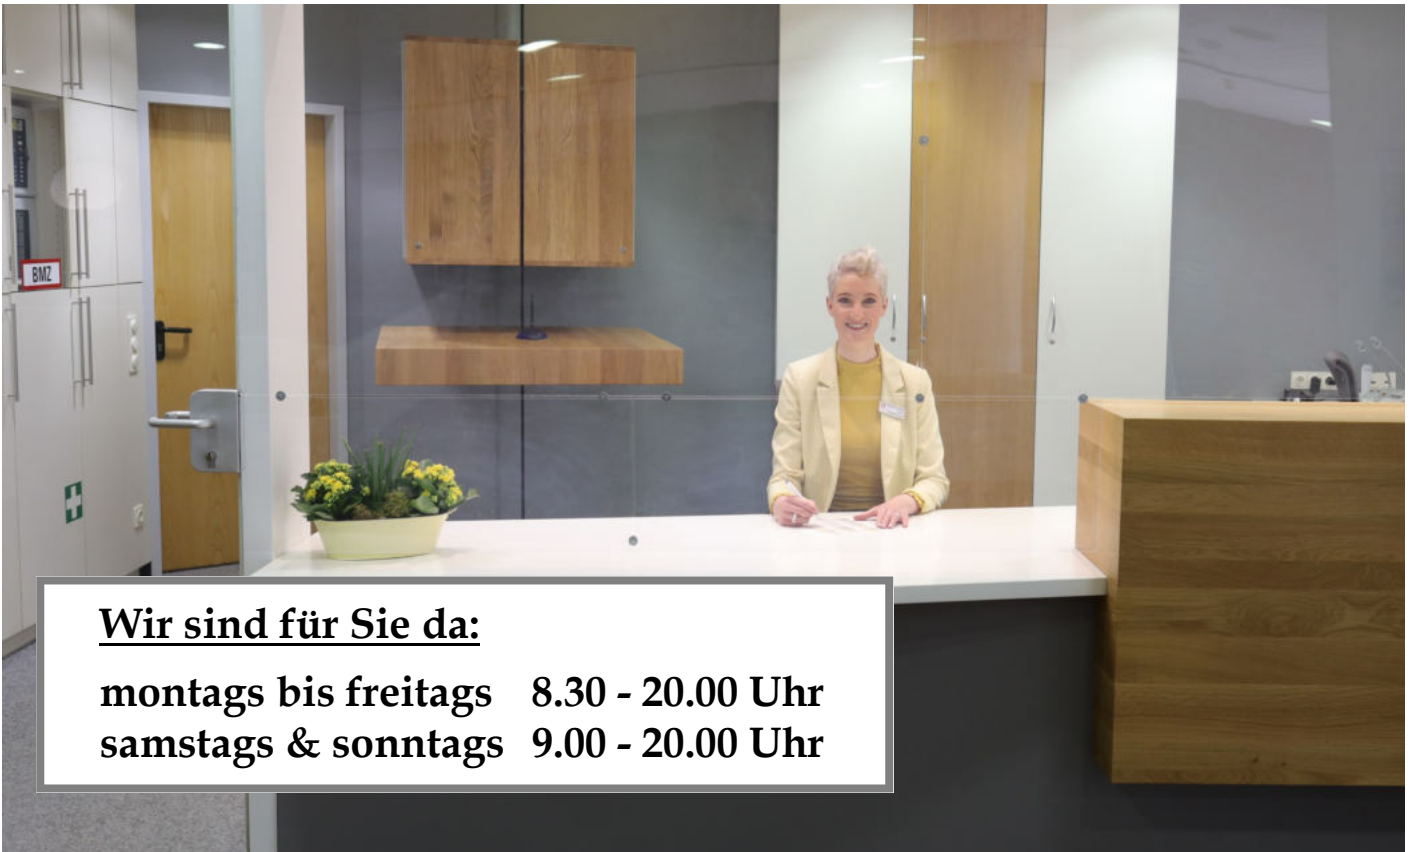 BMZ
Wir sind für Sie da:
montags bis freitags 8.30 - 20.00 Uhr
samstags & sonntags 9.00 - 20.00 Uhr